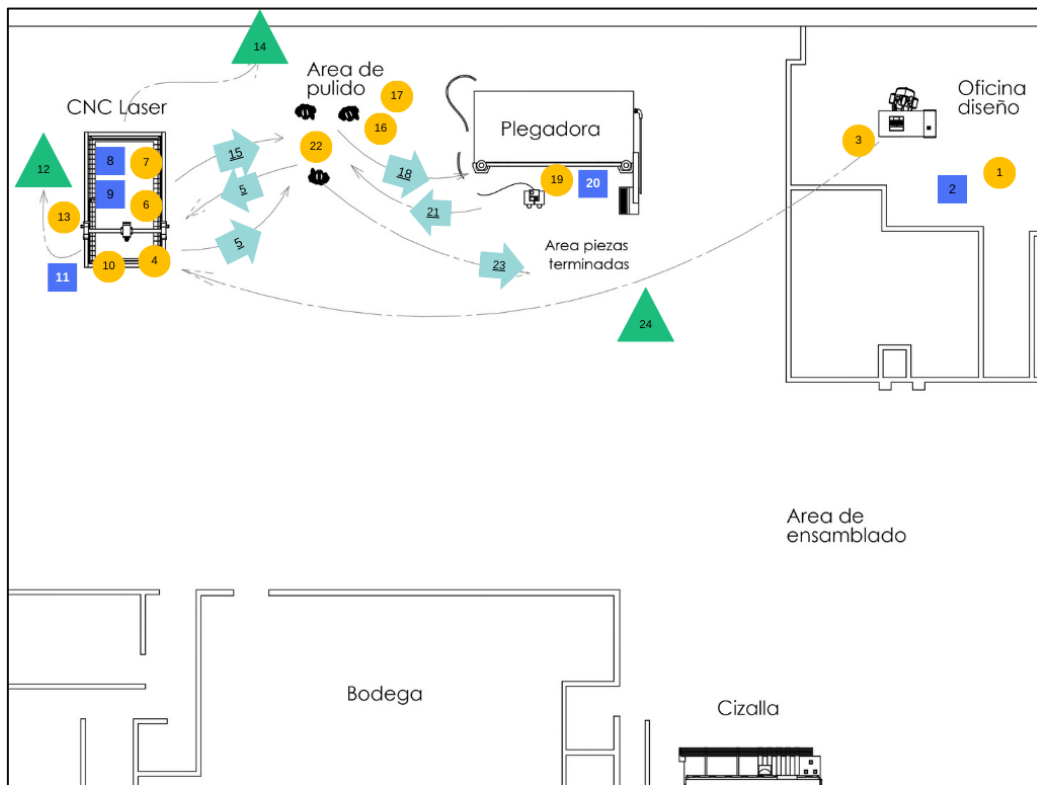 14
Area de
pulido
17
16
CNC Laser
Plegadora
Oficina
diseño
3
12
8
7
15
22
18
19
20
1
2
9
6
5
21
13
5
23
Area piezas
terminadas
11
10
4
24
Area de
ensamblado
Bodega
Cizalla